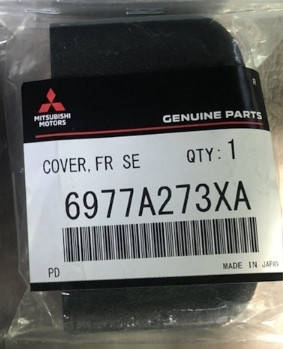 MITSUBISHI
MOTORS
GENUINE PARTS
COVER, FR SE QTY: 1
6977A273XA
PD MADE IN JAPAN